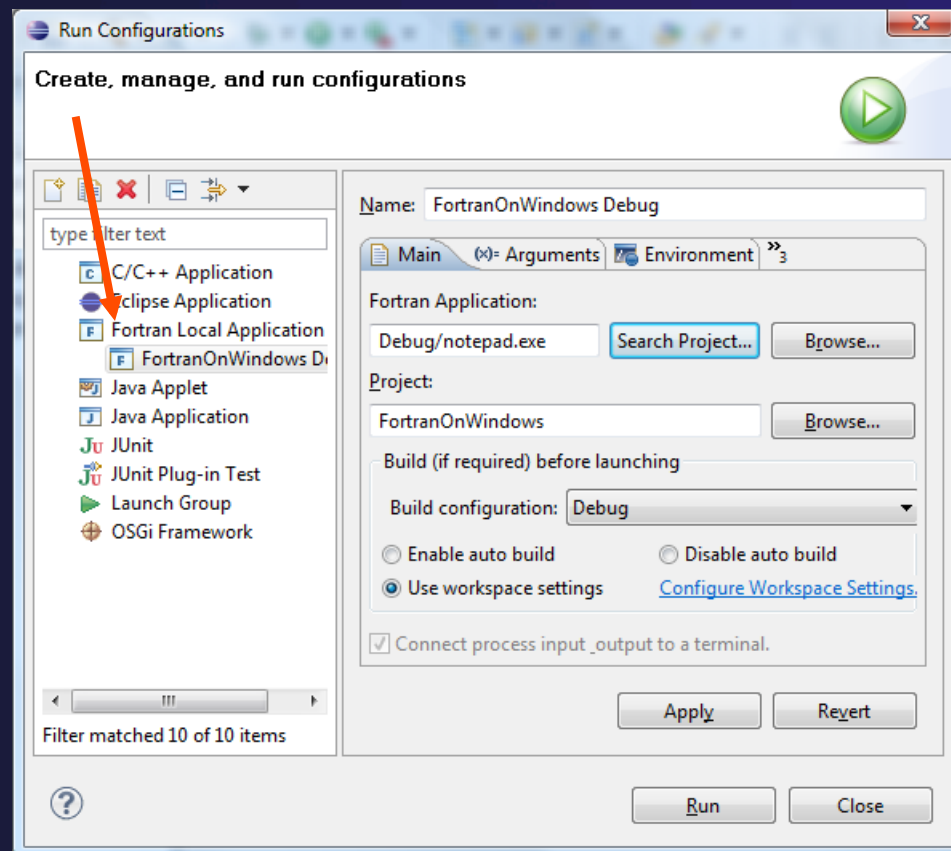 Run Configurations
Create, manage, and run configurations
type filter text
C/C++ Application
Eclipse Application
Fortran Local Application
FortranOnWindows De
Java Applet
Java Application
JUnit
JUnit Plug-in Test
Launch Group
OSGi Framework
Filter matched 10 of 10 items
Name: FortranOnWindows Debug
Main (x)= Arguments Environment »3
Fortran Application:
Debug/notepad.exe Search Project... Browse...
Project:
FortranOnWindows Browse...
Build (if required) before launching
Build configuration: Debug
Enable auto build Disable auto build
Use workspace settings Configure Workspace Settings.
Connect process input _output to a terminal.
Apply Revert
Run Close